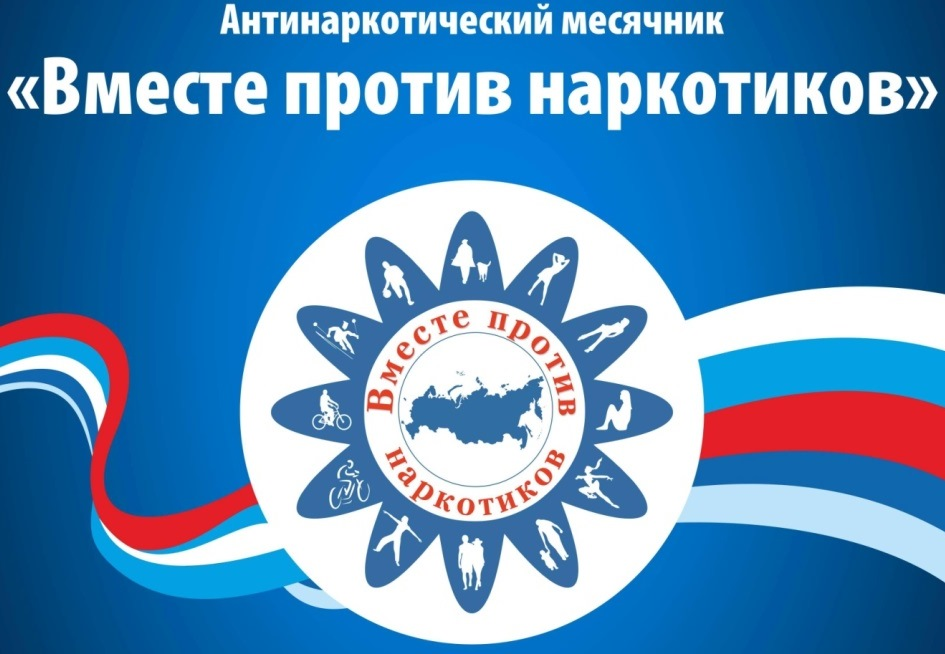 Антинаркотический месячник
«Вместе против наркотиков»
Вместе против
наркотиков